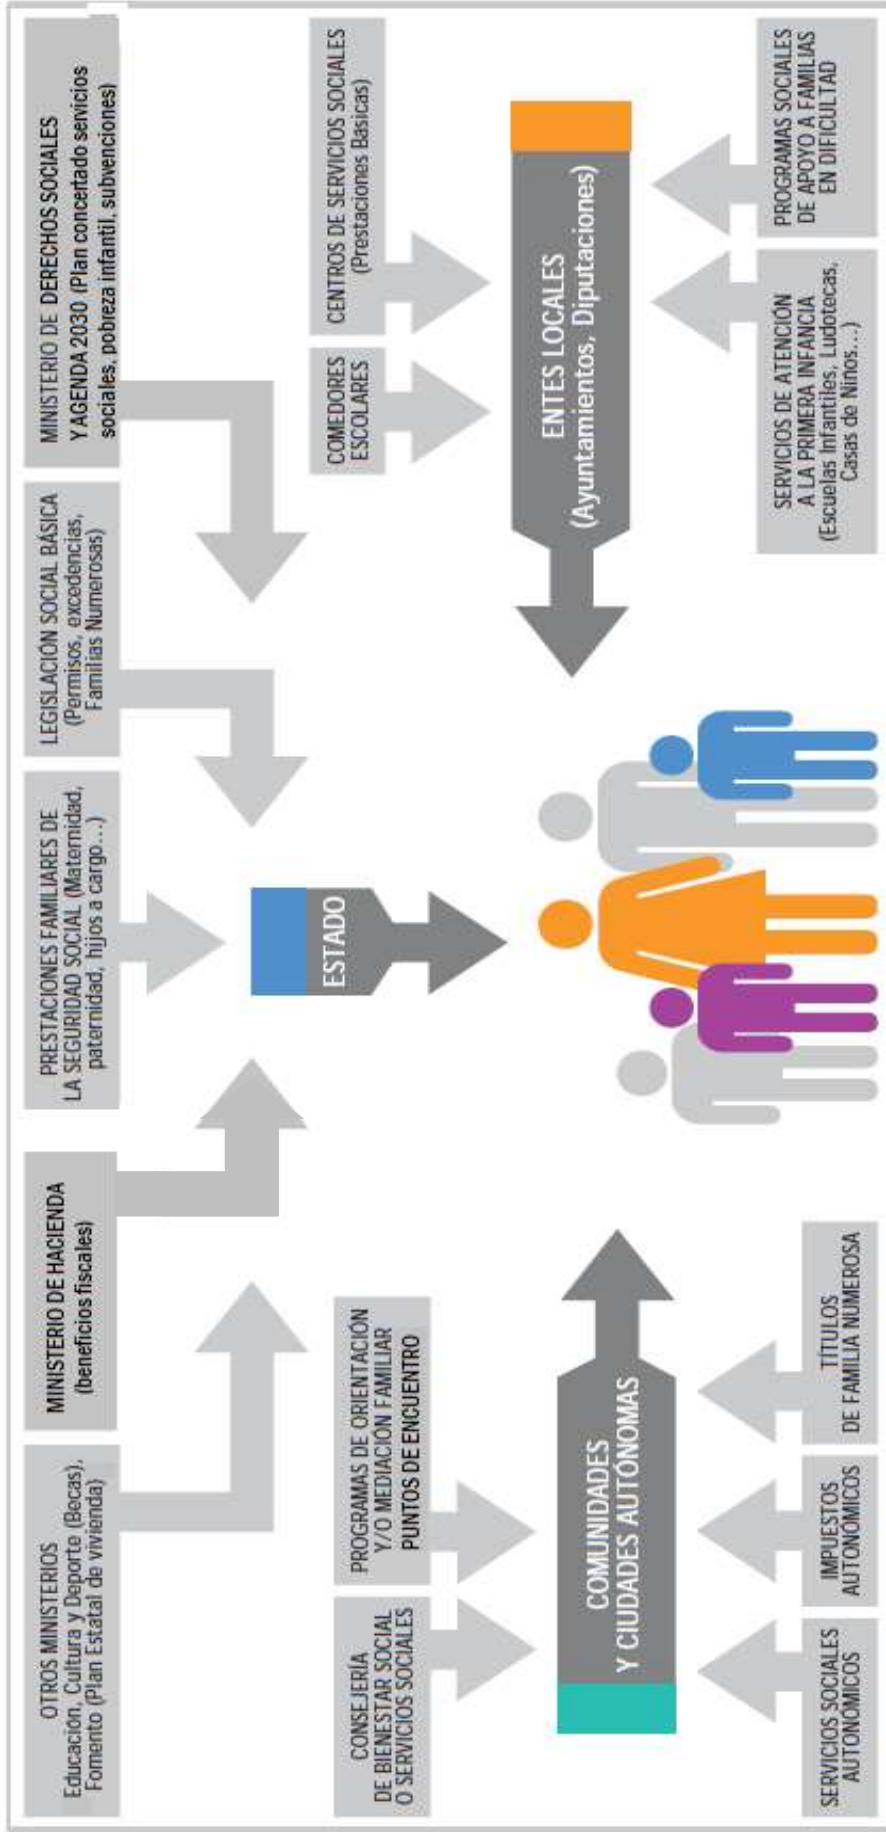 OTROS MINISTERIOS
Educación, Cultura y Deporte (Becas),
Fomento (Plan Estatal de vivienda)
MINISTERIO DE HACIENDA
(beneficios fiscales)
PRESTACIONES FAMILIARES DE
LA SEGURIDAD SOCIAL (Maternidad,
paternidad, hijos a cargo...)
LEGISLACIÓN SOCIAL BÁSICA
(Permisos, excedencias,
Familias Numerosas)
MINISTERIO DE DERECHOS SOCIALES
Y AGENDA 2030 (Plan concertado servicios
sociales, pobreza infantil, subvenciones)
ESTADO
CONSEJERÍA
DE BIENESTAR SOCIAL
O SERVICIOS SOCIALES
PROGRAMAS DE ORIENTACIÓN
Y/O MEDIACIÓN FAMILIAR
PUNTOS DE ENCUENTRO
COMUNIDADES
Y CIUDADES AUTÓNOMAS
SERVICIOS SOCIALES
AUTONÓMICOS
IMPUESTOS
AUTONÓMICOS
TÍTULOS
DE FAMILIA NUMEROSA
COMEDORES
ESCOLARES
CENTROS DE SERVICIOS SOCIALES
(Prestaciones Basicas)
ENTES LOCALES
(Ayuntamientos, Diputaciones)
SERVICIOS DE ATENCIÓN
A LA PRIMERA INFANCIA
(Escuelas Infantiles, Ludotecas,
Casas de Niños...)
PROGRAMAS SOCIALES
DE APOYO A FAMILIAS
EN DIFICULTAD